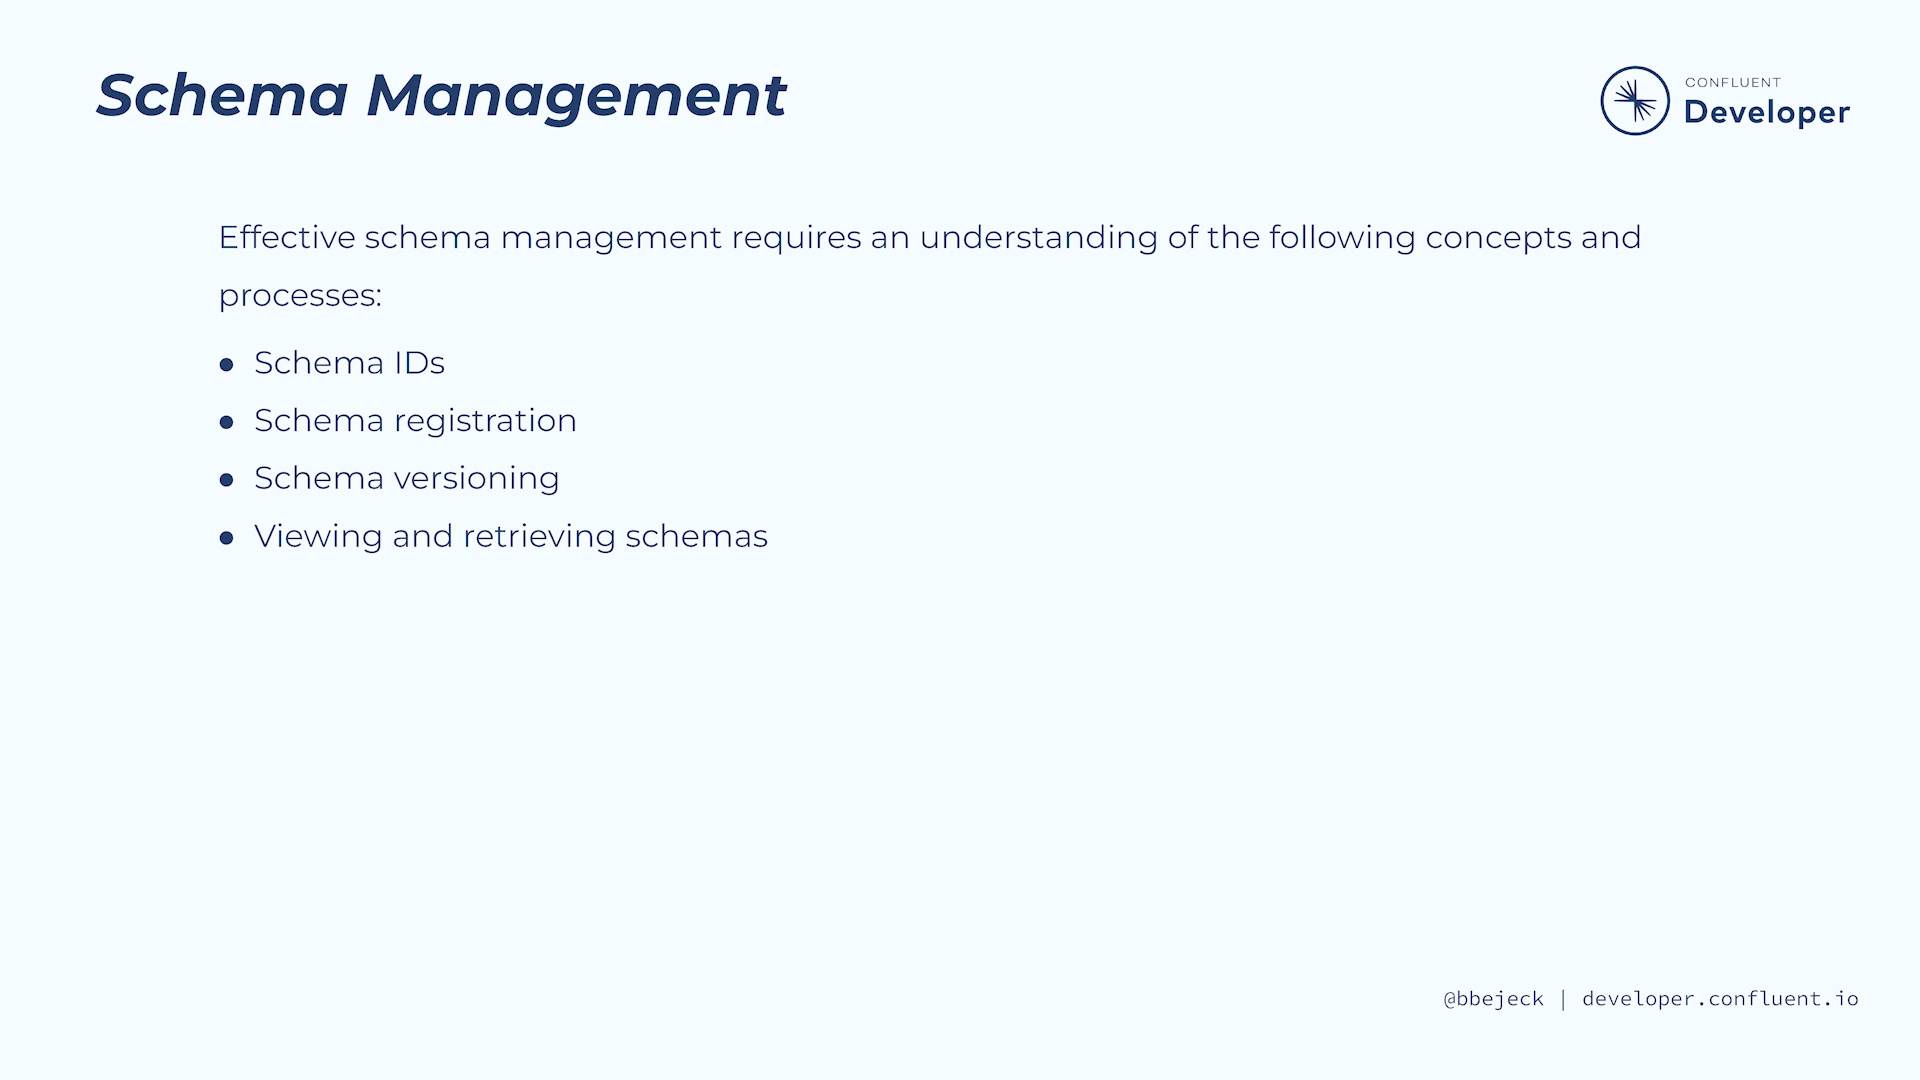 Schema Management
CONFLUENT
Developer
Effective schema management requires an understanding of the following concepts and
processes:
● Schema IDs
● Schema registration
● Schema versioning
● Viewing and retrieving schemas
@bbejeck | developer.confluent.io